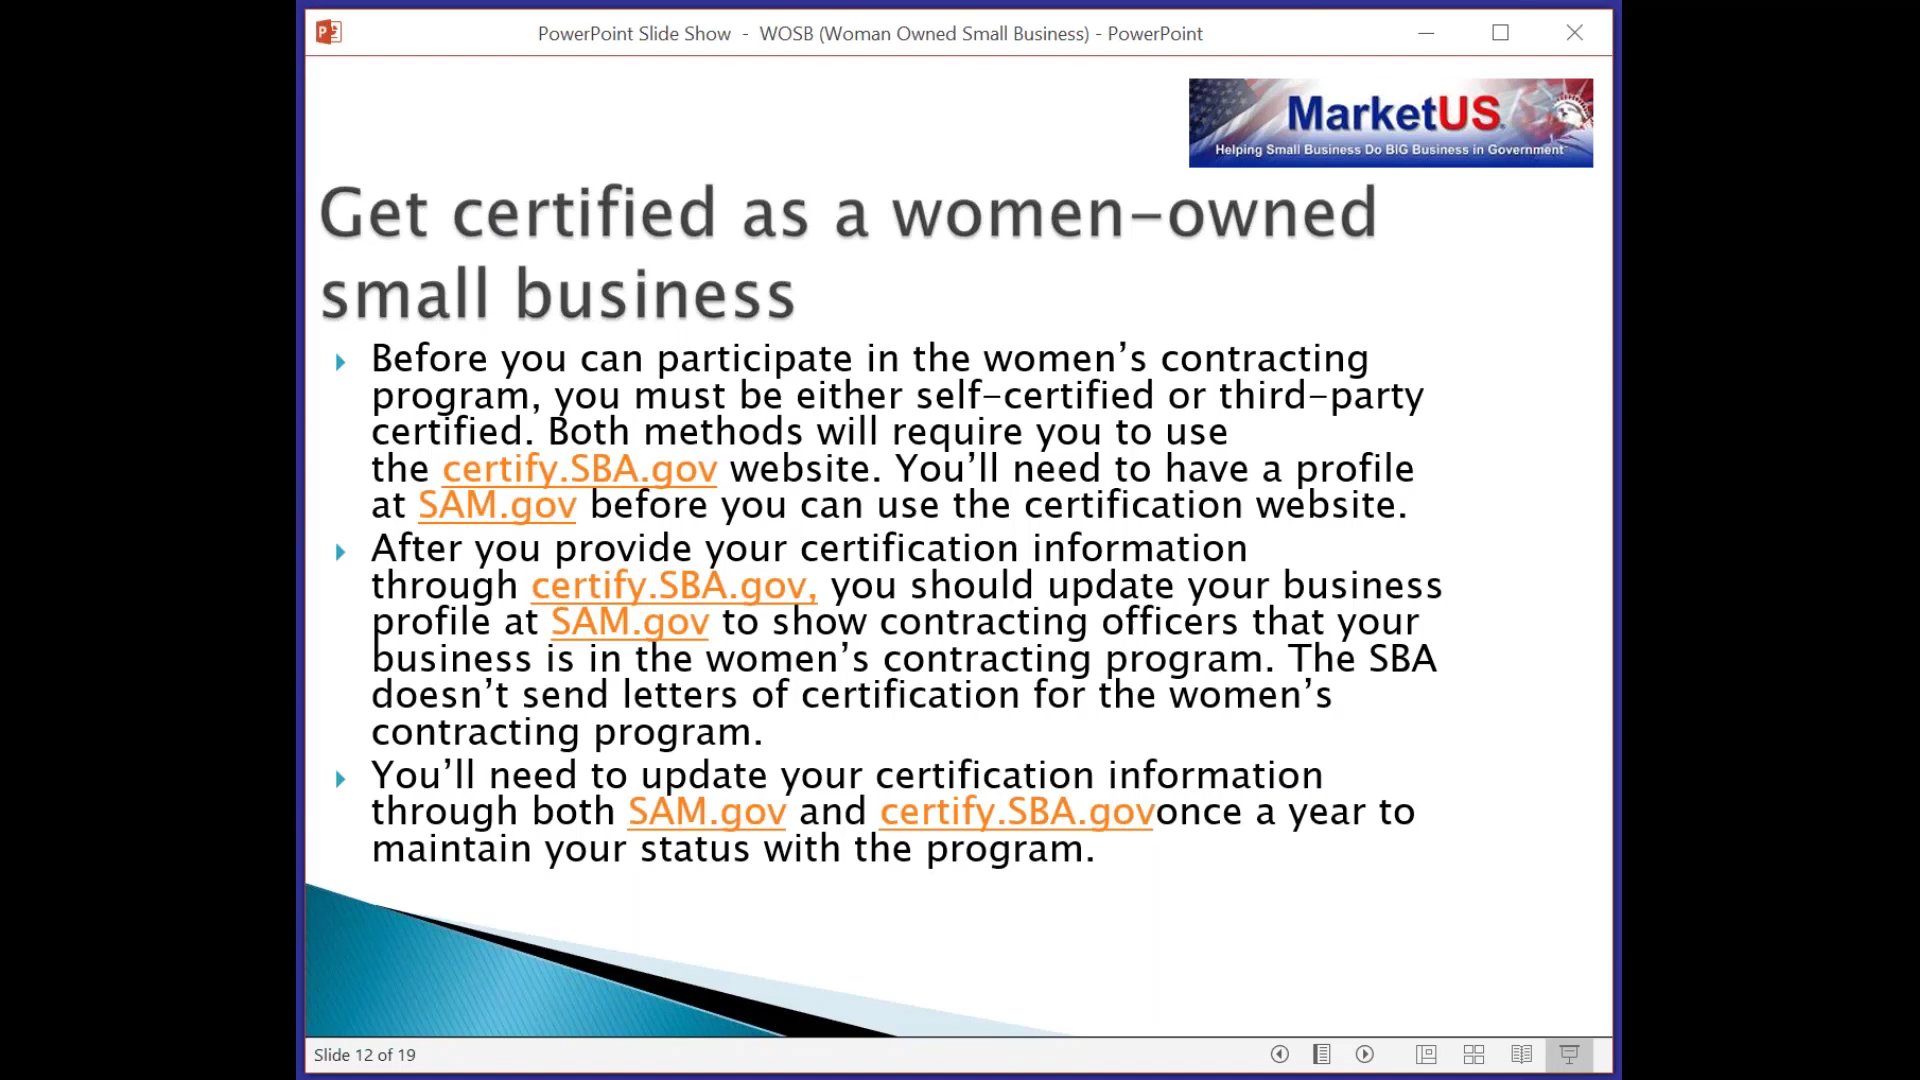 PowerPoint Slide Show - WOSB (Woman Owned Small Business) - PowerPoint
MarketUS
Helping Small Business Do BIG Business in Government
Get certified as a women-owned
small business
Before you can participate in the women’s contracting
program, you must be either self-certified or third-party
certified. Both methods will require you to use
the certify.SBA.gov website. You’ll need to have a profile
at SAM.gov before you can use the certification website.
After you provide your certification information
through certify.SBA.gov, you should update your business
profile at SAM.gov to show contracting officers that your
business is in the women’s contracting program. The SBA
doesn’t send letters of certification for the women’s
contracting program.
You’ll need to update your certification information
through both SAM.gov and certify.SBA.govonce a year to
maintain your status with the program.
Slide 12 of 19